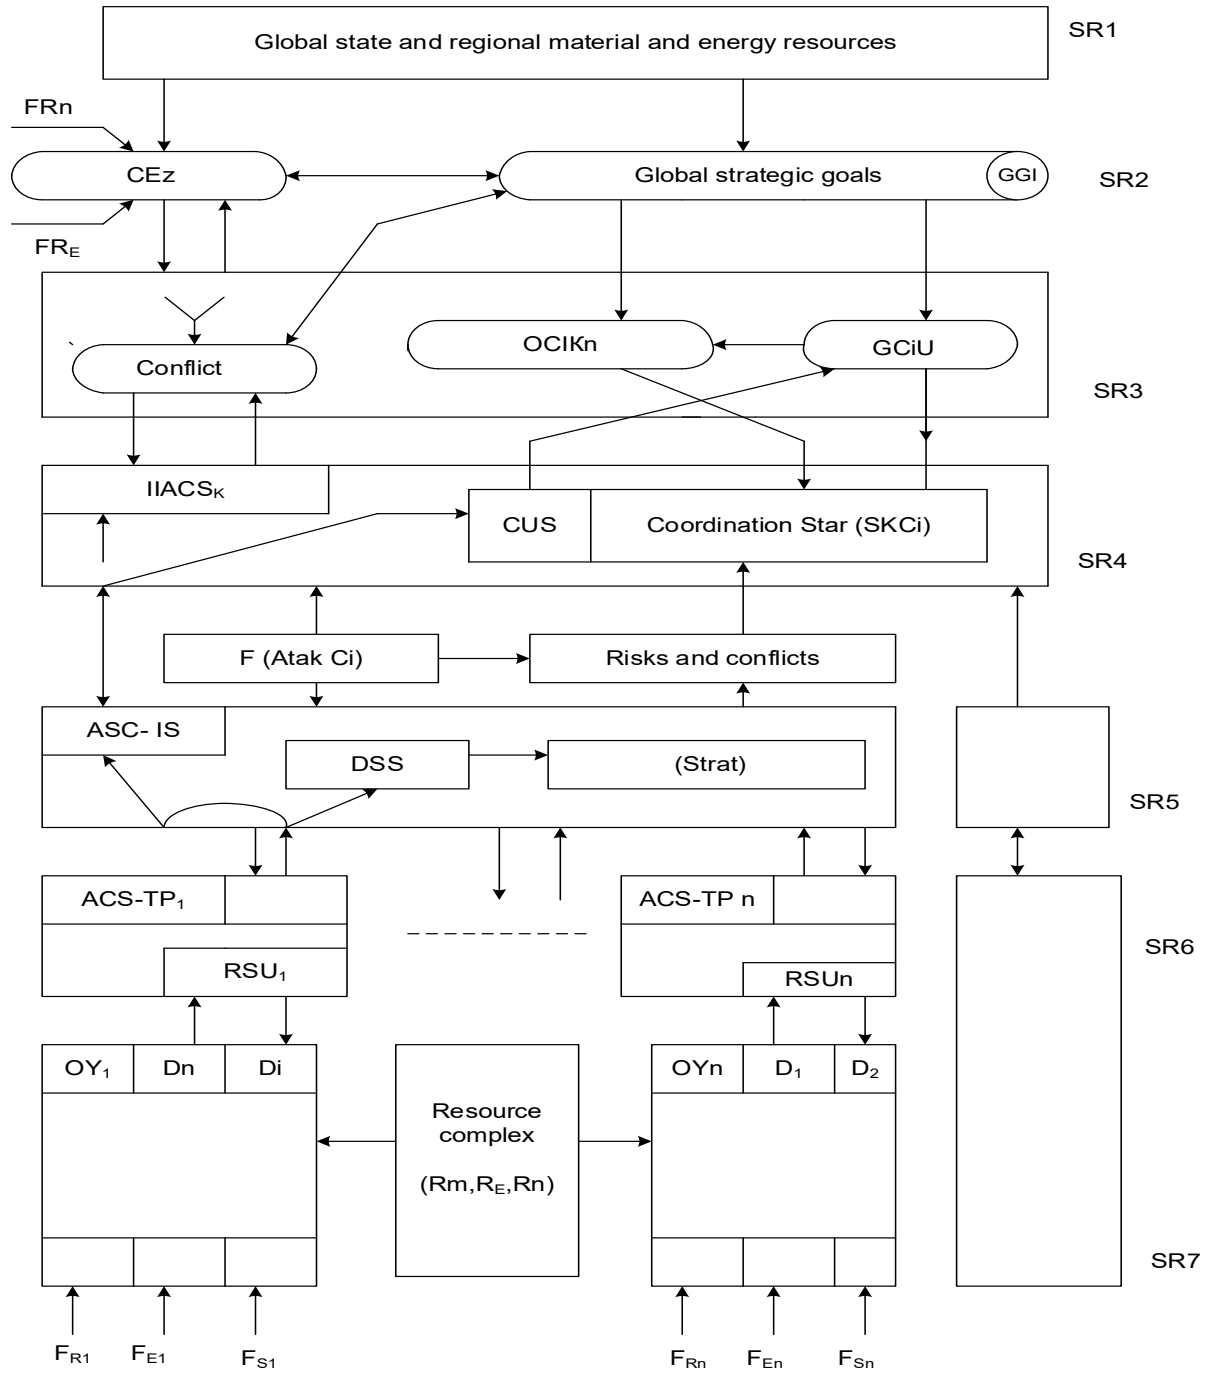 Global state and regional material and energy resources
SR1
FRn
CEz
Global strategic goals
GGI
SR2
FRE
OCIKn
GCiU
Conflict
SR3
IIACSK
CUS
Coordination Star (SKCi)
SR4
F (Atak Ci)
Risks and conflicts
ASC- IS
DSS
(Strat)
SR5
ACS-TP1
ACS-TP n
SR6
RSU1
RSUn
OY1
Dn
Di
OYn
D1
D2
Resource
complex
(Rm,RE,Rn)
SR7
FR1
FE1
FS1
FRn
FEn
FSn